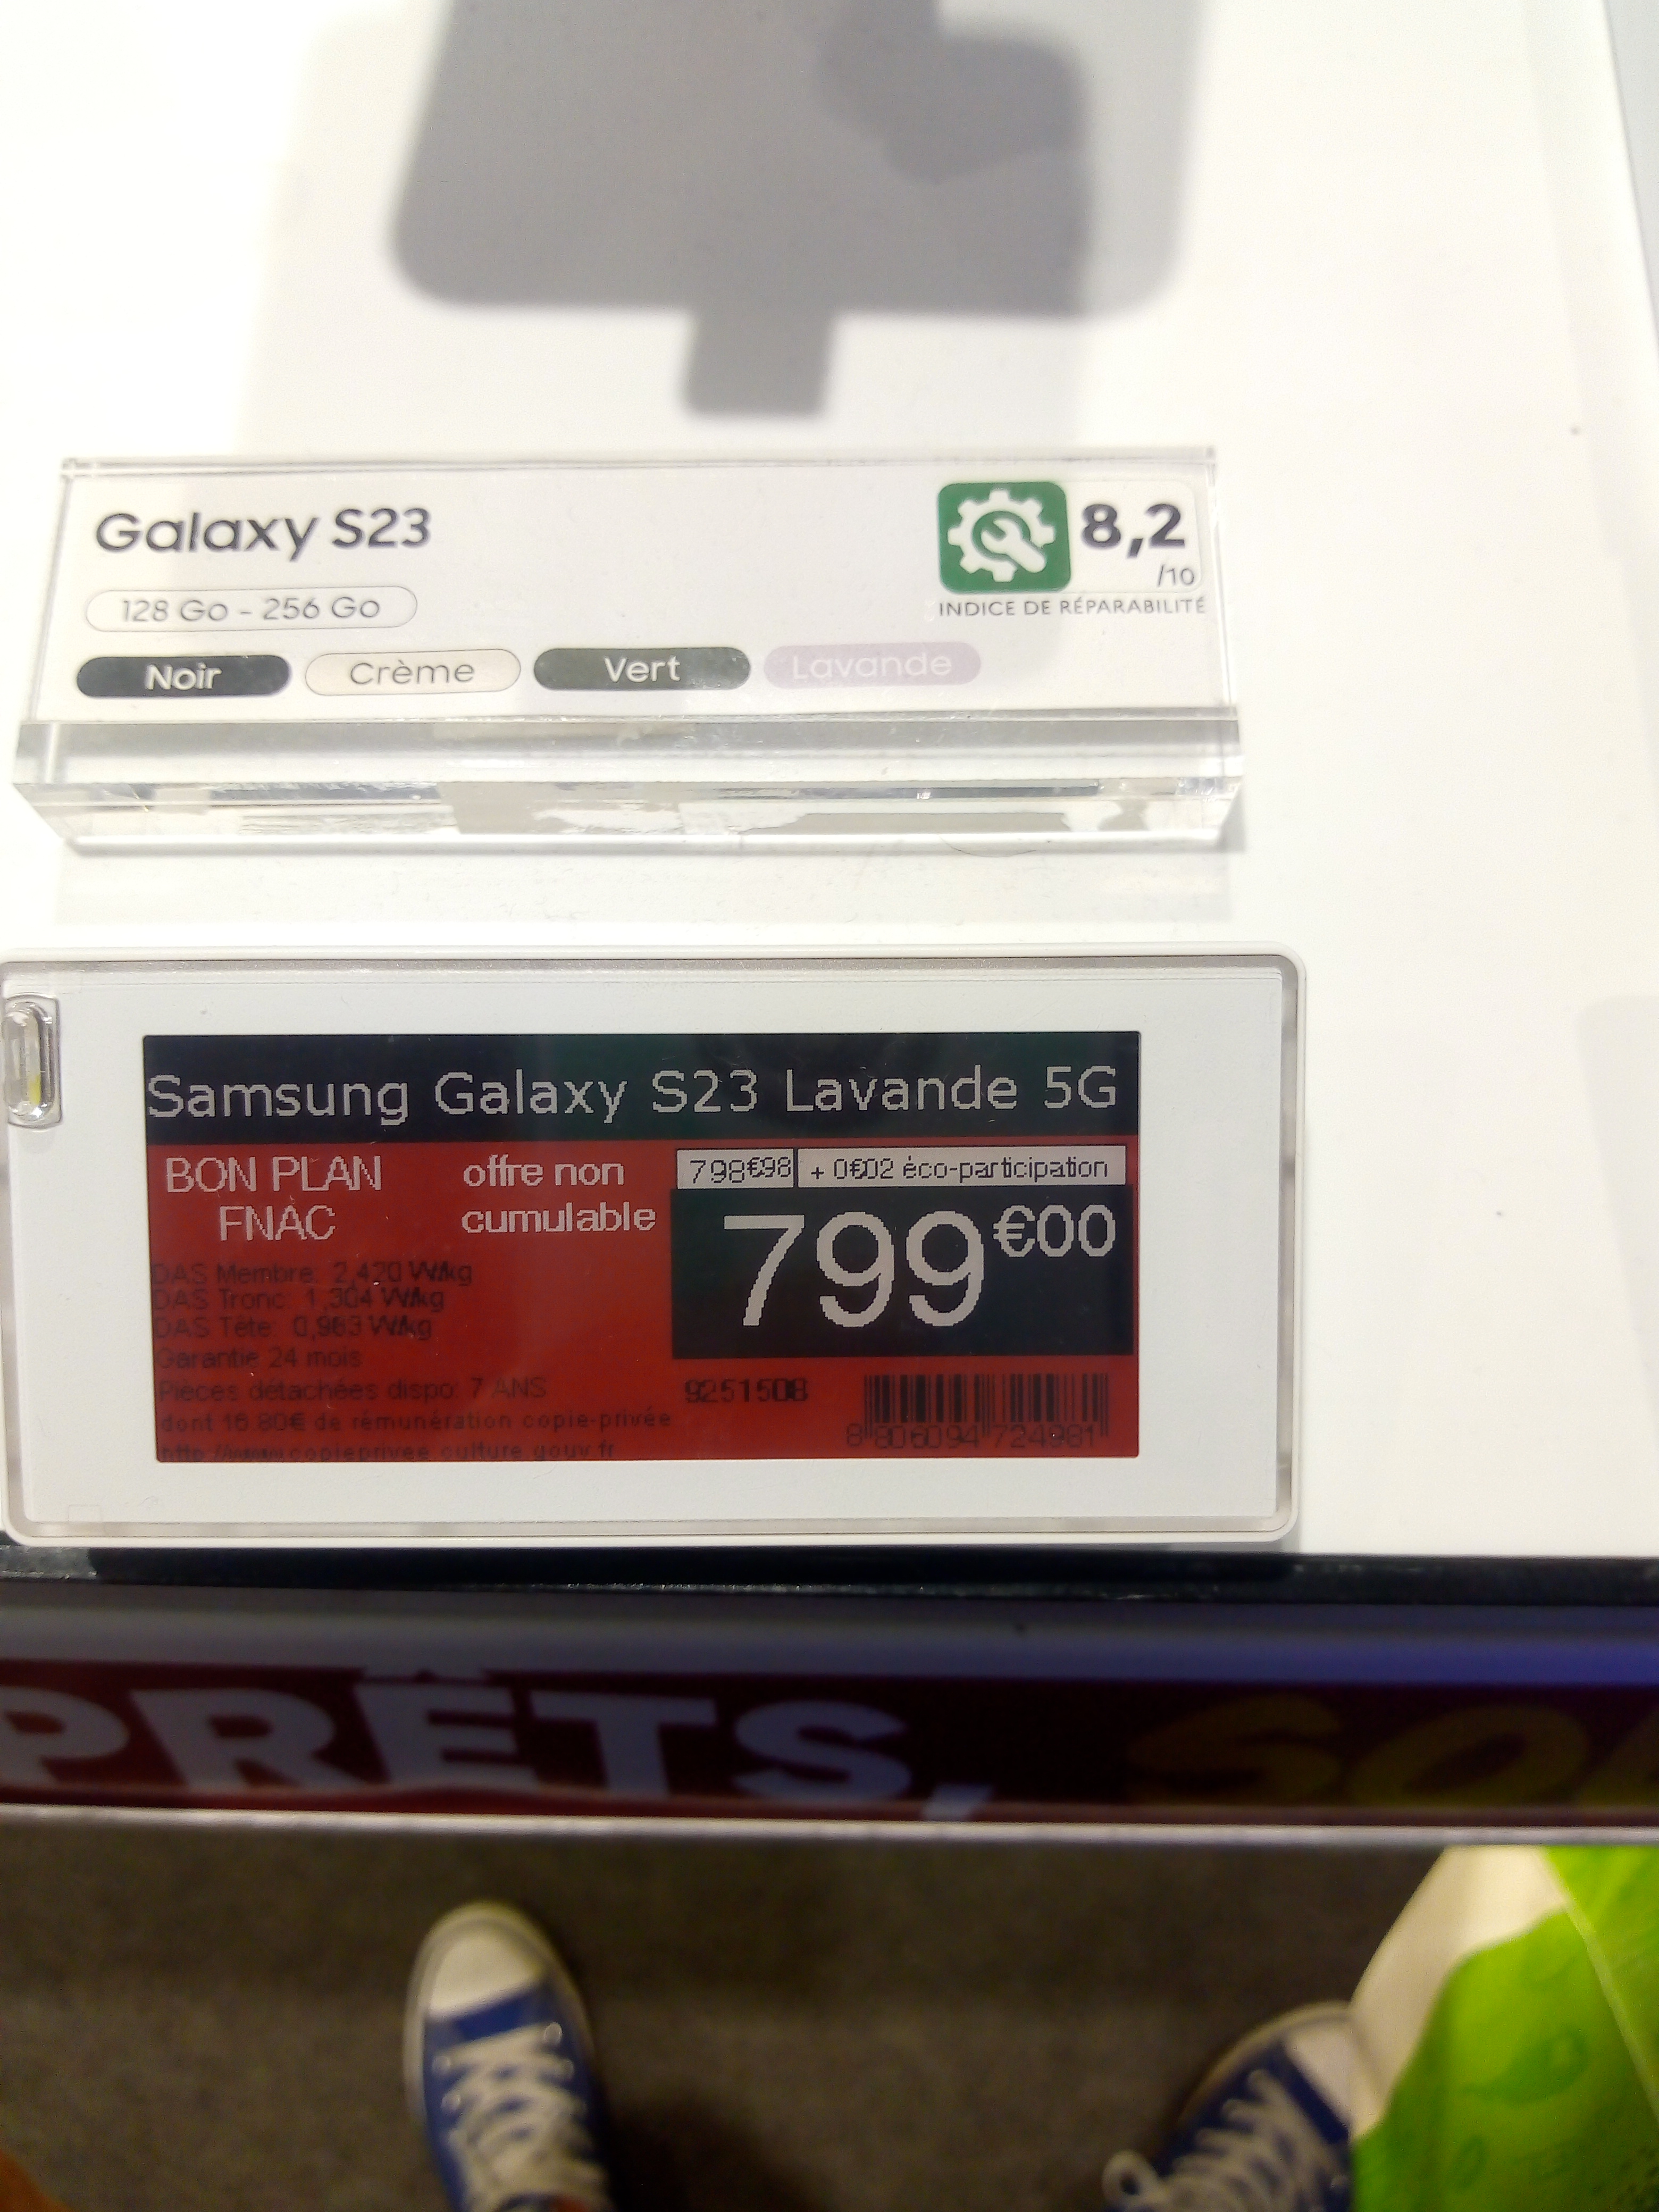 Galaxy S23
8,2
/10
INDICE DE RÉPARABILITÉ
128 Go - 256 Go
Noir Crème Vert Lavande
Samsung Galaxy S23 Lavande 5G
BON PLAN
FNAC
offre non
cumulable
798€98 + 0€02 éco-participation
799€00
DAS Membre: 2,420 W/kg
DAS Tronc: 1,304 W/kg
DAS Tête: 0,963 W/kg
Garantie 24 mois
Pièces détachées dispo: 7 ANS
9251508
dont 16.80€ de rémunération copie-privée
8 806094 724981
PRÊTS,